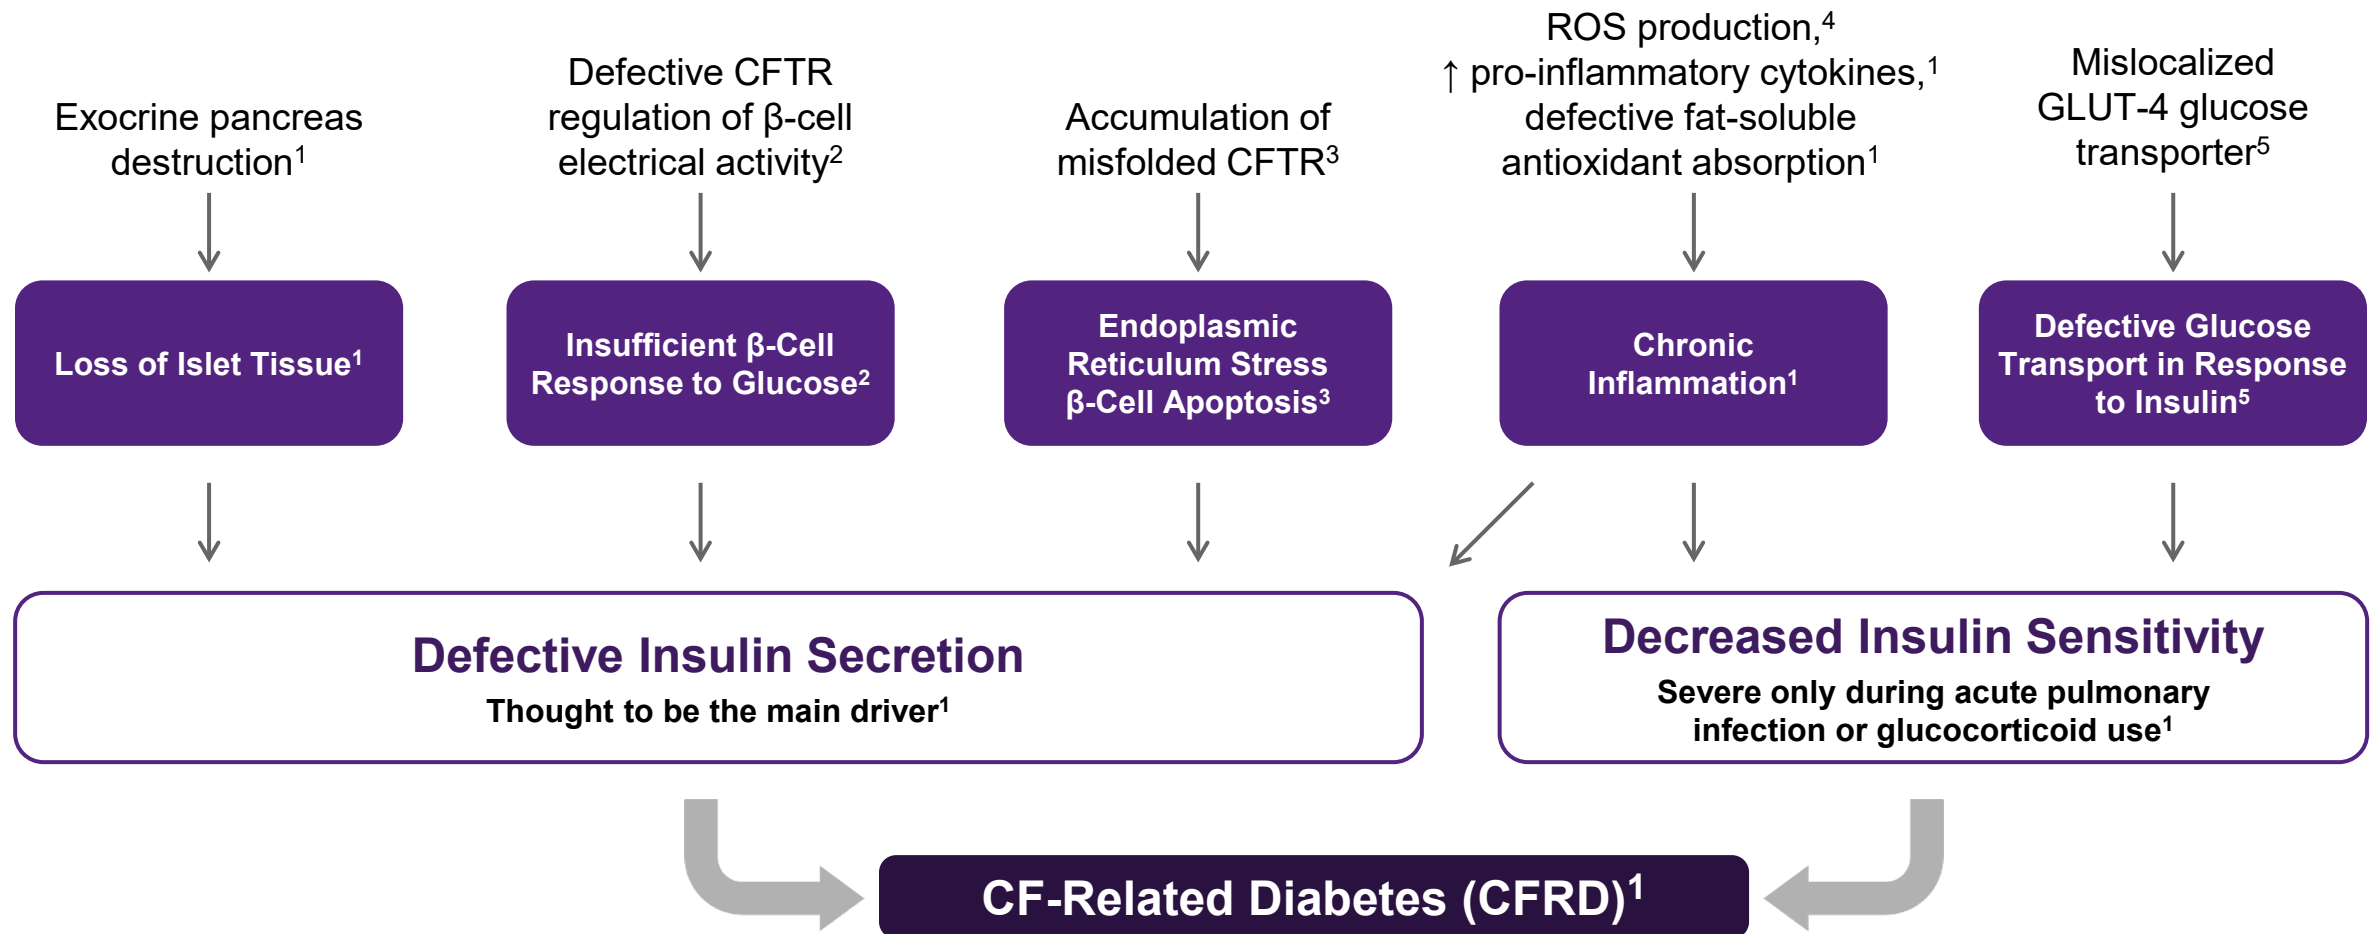 Exocrine pancreas
destruction¹
Defective CFTR
regulation of β-cell
electrical activity²
Accumulation of
misfolded CFTR³
ROS production,⁴
↑ pro-inflammatory cytokines,¹
defective fat-soluble
antioxidant absorption¹
Mislocalized
GLUT-4 glucose
transporter⁵
Loss of Islet Tissue¹
Insufficient β-Cell
Response to Glucose²
Endoplasmic
Reticulum Stress
β-Cell Apoptosis³
Chronic
Inflammation¹
Defective Glucose
Transport in Response
to Insulin⁵
Defective Insulin Secretion
Thought to be the main driver¹
Decreased Insulin Sensitivity
Severe only during acute pulmonary
infection or glucocorticoid use¹
CF-Related Diabetes (CFRD)¹